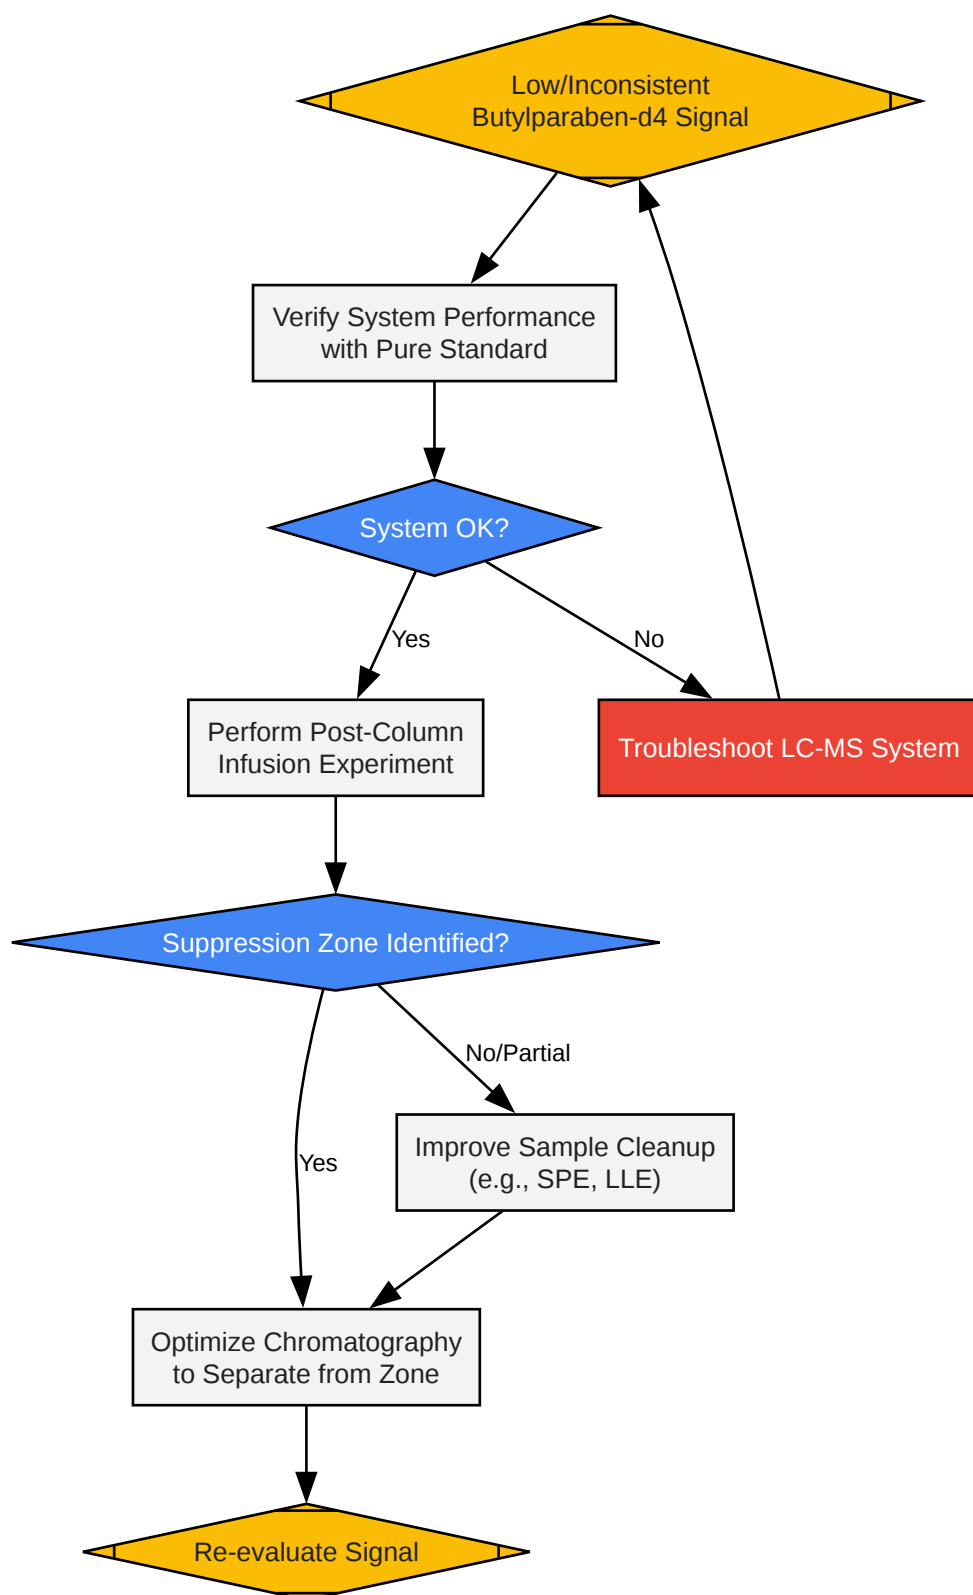 Low/Inconsistent
Butylparaben-d4 Signal
Verify System Performance
with Pure Standard
System OK?
Yes
No
Perform Post-Column
Infusion Experiment
Troubleshoot LC-MS System
Suppression Zone Identified?
No/Partial
Improve Sample Cleanup
(e.g., SPE, LLE)
Yes
Optimize Chromatography
to Separate from Zone
Re-evaluate Signal